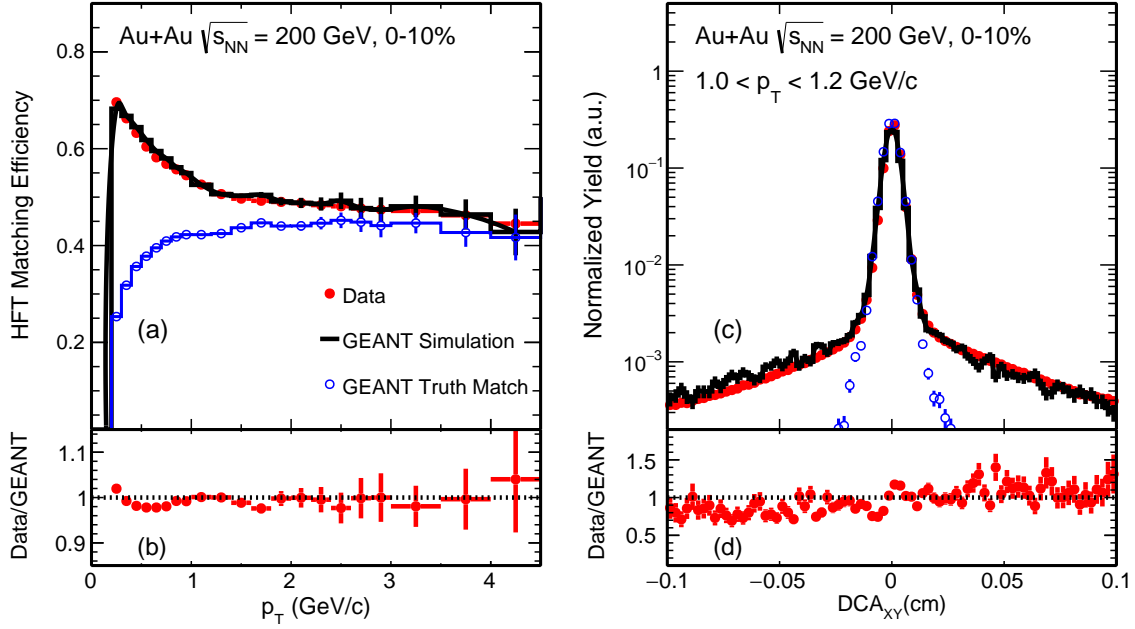 Au+Au √s_NN = 200 GeV, 0-10%
HFT Matching Efficiency
0.8
0.6
0.4
0.2
(a)
Data
GEANT Simulation
GEANT Truth Match
Data/GEANT
1.1
1
0.9
(b)
0 1 2 3 4
p_T (GeV/c)
Au+Au √s_NN = 200 GeV, 0-10%
1.0 < p_T < 1.2 GeV/c
Normalized Yield (a.u.)
1
10^−1
10^−2
10^−3
(c)
Data/GEANT
1.5
1
0.5
(d)
−0.1 −0.05 0 0.05 0.1
DCA_XY(cm)